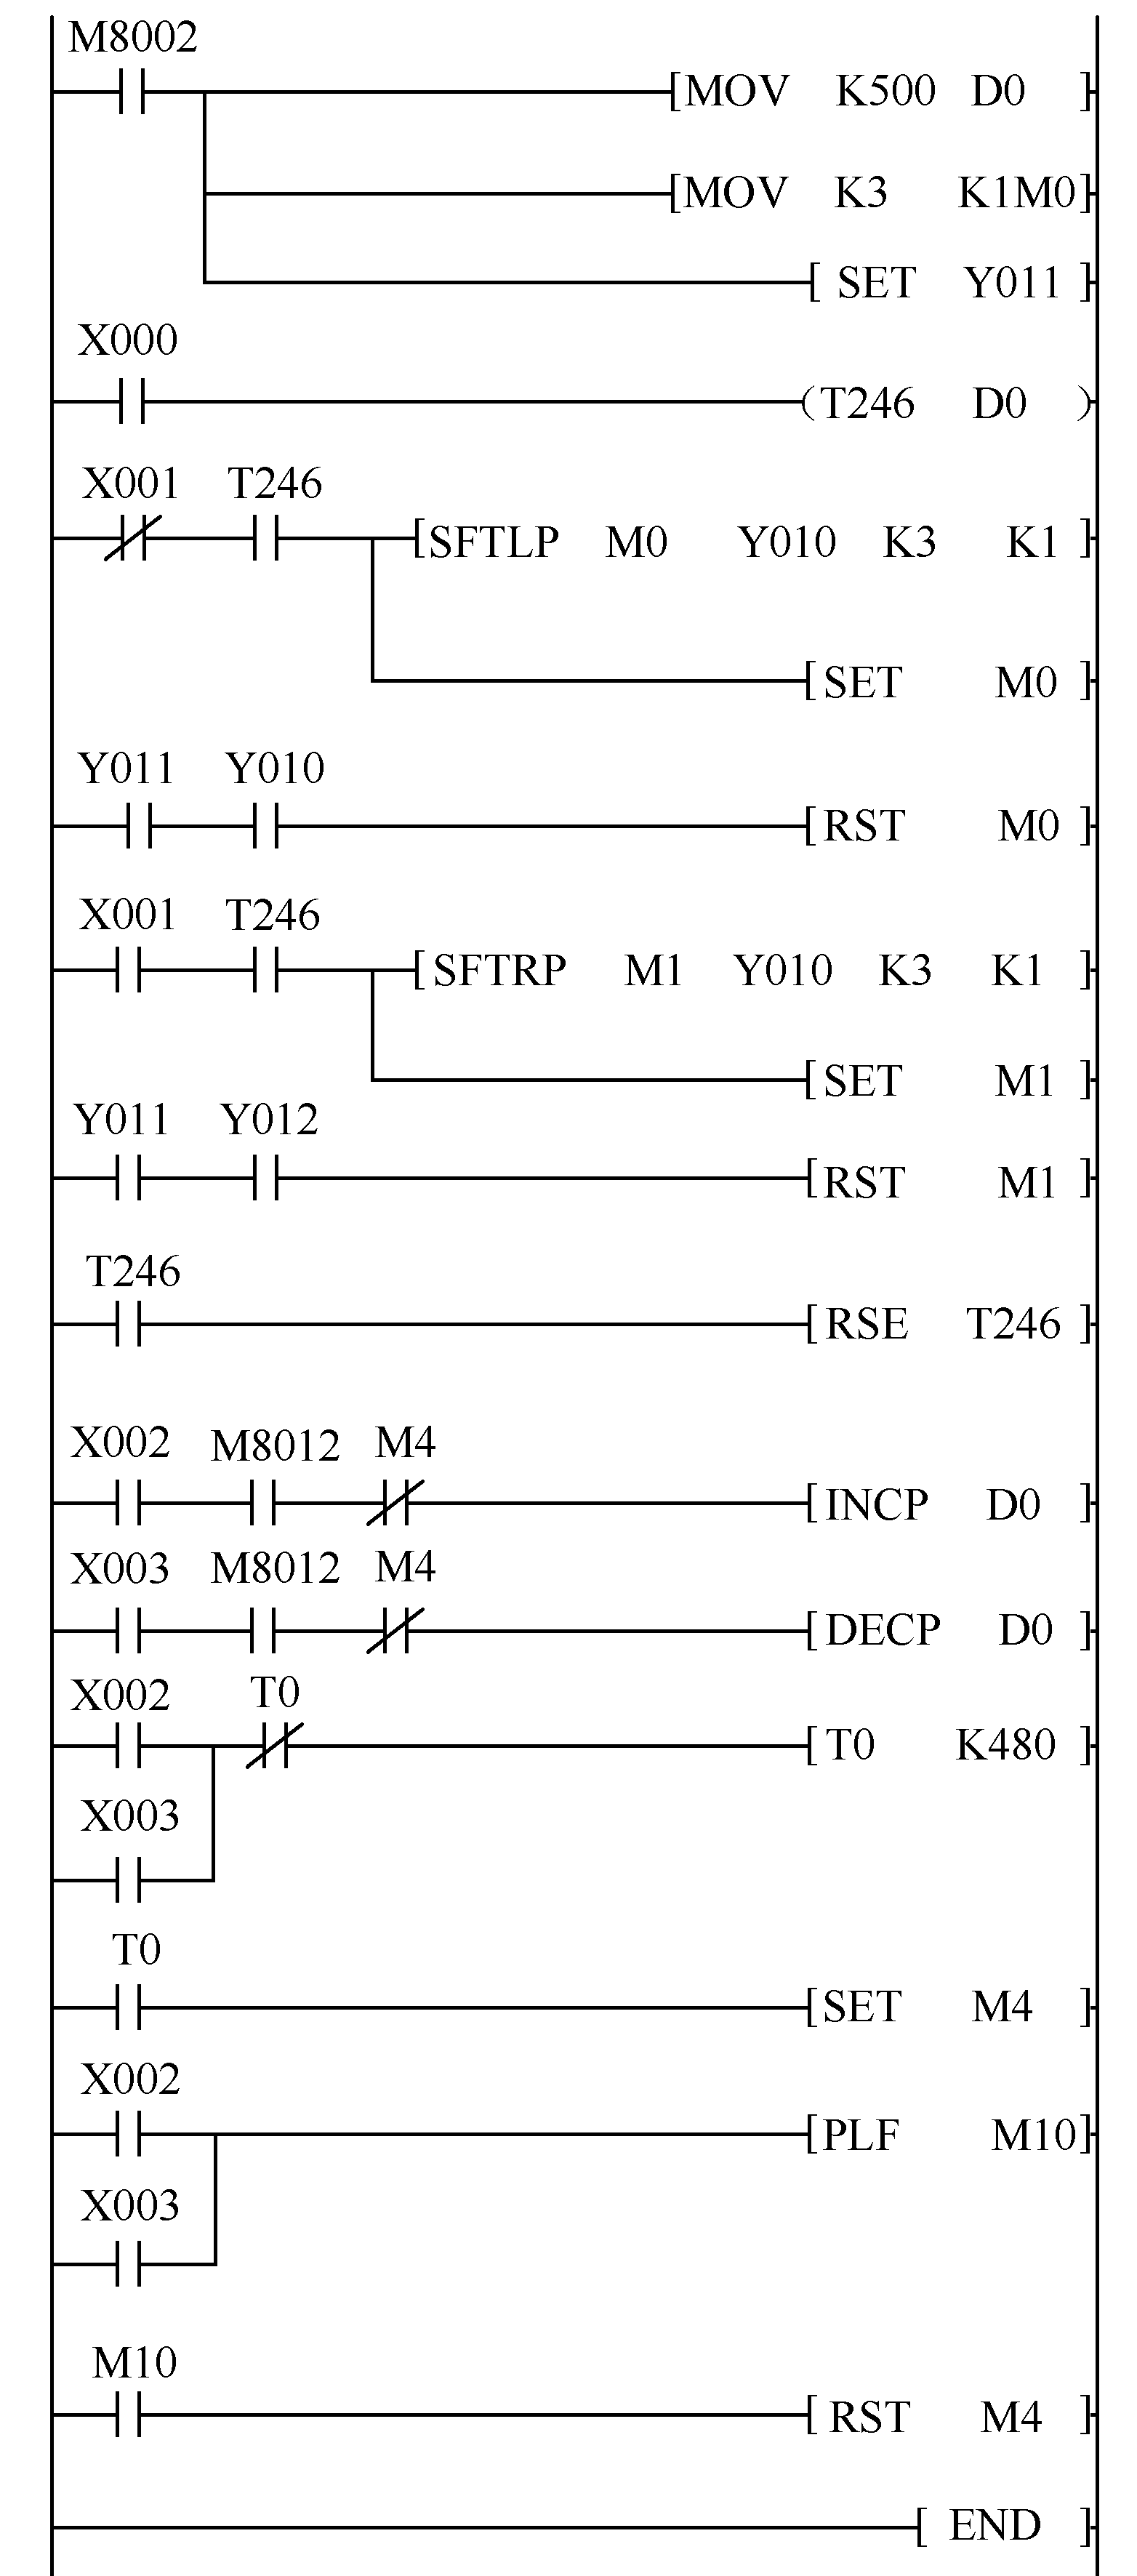 M8002
[MOV K500 D0 ]
[MOV K3 K1M0]
[ SET Y011 ]
X000
(T246 D0 )
X001 T246
[SFTLP M0 Y010 K3 K1 ]
[SET M0 ]
Y011 Y010
[RST M0 ]
X001 T246
[SFTRP M1 Y010 K3 K1 ]
[SET M1 ]
Y011 Y012
[RST M1 ]
T246
[RSE T246 ]
X002 M8012 M4
[INCP D0 ]
X003 M8012 M4
[DECP D0 ]
X002 T0
[T0 K480 ]
X003
T0
[SET M4 ]
X002
[PLF M10]
X003
M10
[ RST M4 ]
[ END ]